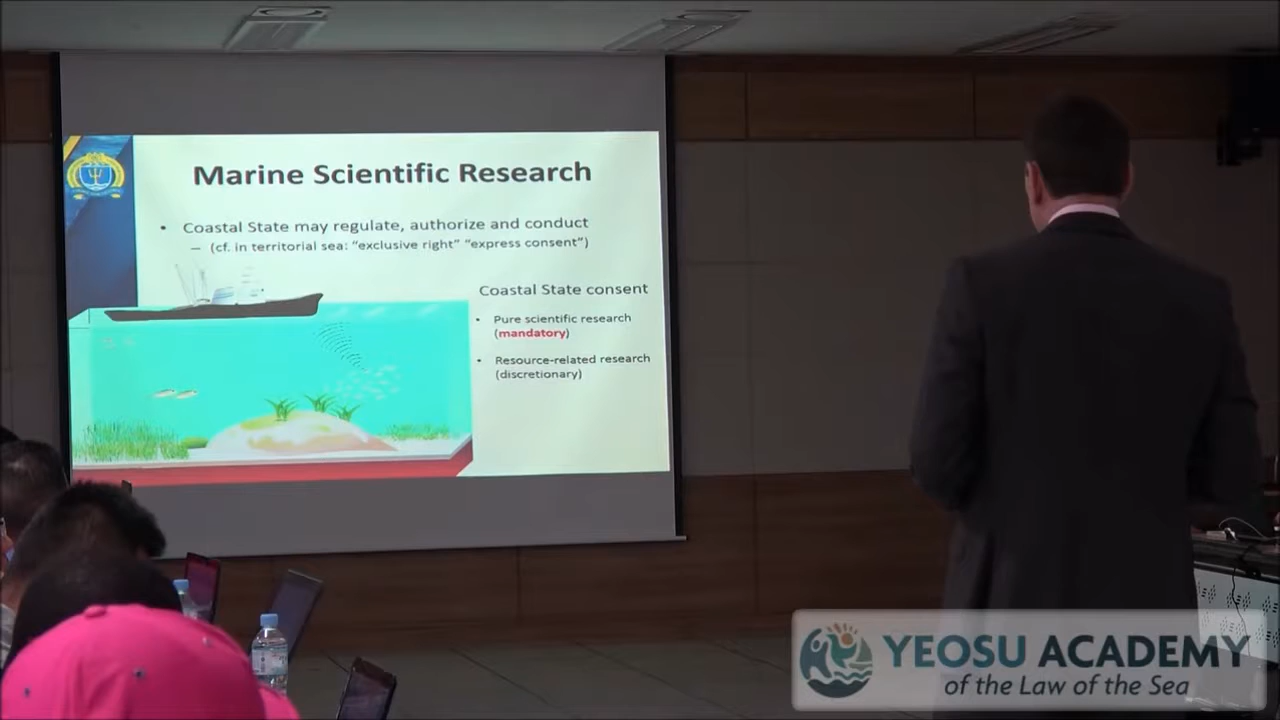 Marine Scientific Research
• Coastal State may regulate, authorize and conduct
– (cf. in territorial sea: “exclusive right” “express consent”)
Coastal State consent
• Pure scientific research
(mandatory)
• Resource-related research
(discretionary)
YEOSU ACADEMY
of the Law of the Sea